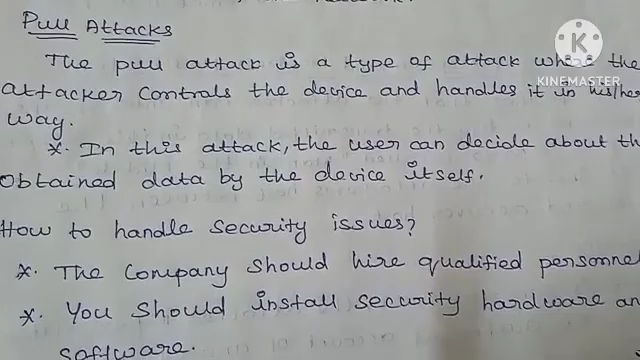 Pull Attacks
The pull attack is a type of attack where the
attacker controls the device and handles it in his/her
way.
*. In this attack, the user can decide about th
obtained data by the device itself.
How to handle security issues?
*. The Company should hire qualified personnel
*. You should install security hardware an
software.
KINEMASTER